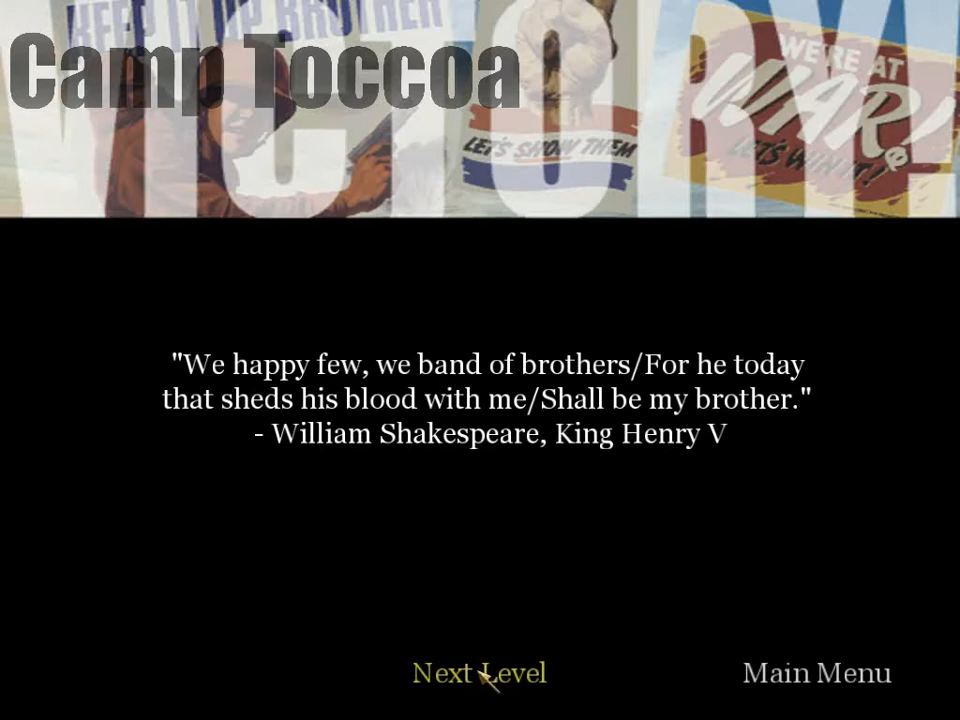 KEEP IT UP BROTHER
VICTORY
Camp Toccoa
WE'RE AT
WAR!
LET'S SHOW THEM
LET'S WIN IT!
"We happy few, we band of brothers/For he today
that sheds his blood with me/Shall be my brother."
- William Shakespeare, King Henry V
Next Level
Main Menu